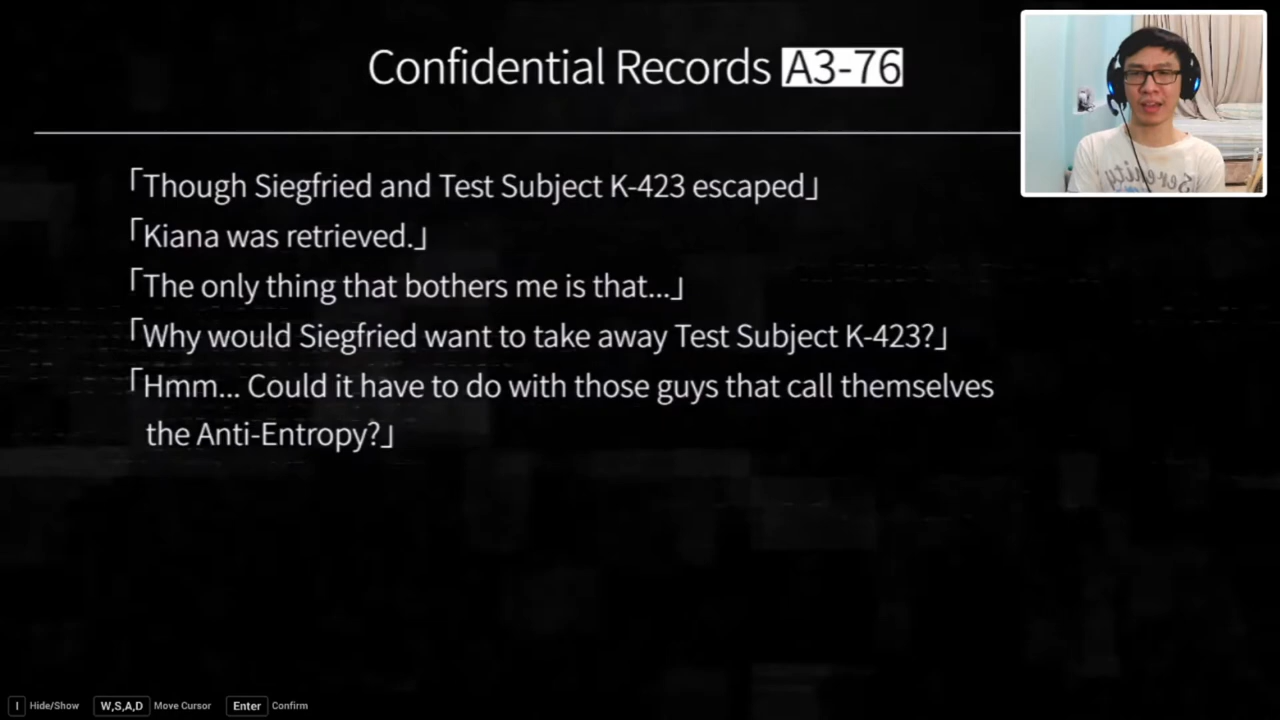 Confidential Records A3-76
「Though Siegfried and Test Subject K-423 escaped」
「Kiana was retrieved.」
「The only thing that bothers me is that...」
「Why would Siegfried want to take away Test Subject K-423?」
「Hmm... Could it have to do with those guys that call themselves
the Anti-Entropy?」
Serenity
I Hide/Show W,S,A,D Move Cursor Enter Confirm